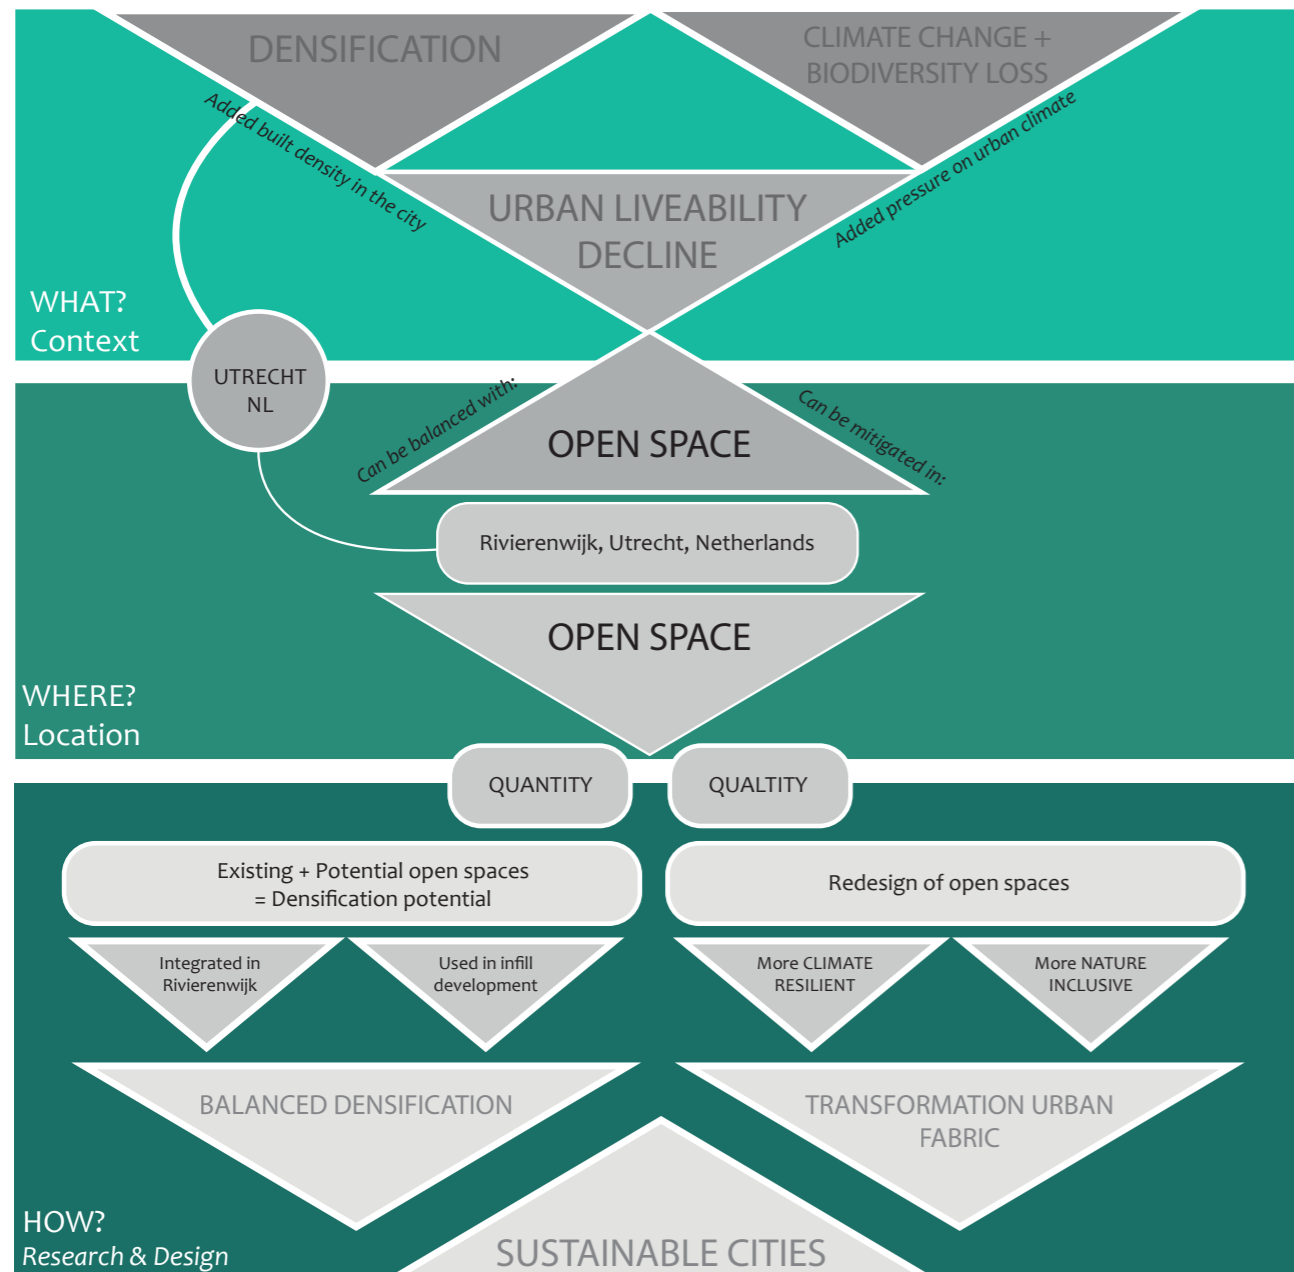 DENSIFICATION
CLIMATE CHANGE +
BIODIVERSITY LOSS
Added built density in the city
Added pressure on urban climate
URBAN LIVEABILITY
DECLINE
WHAT?
Context
UTRECHT
NL
Can be balanced with:
Can be mitigated in:
OPEN SPACE
Rivierenwijk, Utrecht, Netherlands
OPEN SPACE
WHERE?
Location
QUANTITY
QUALTITY
Existing + Potential open spaces
= Densification potential
Redesign of open spaces
Integrated in
Rivierenwijk
Used in infill
development
More CLIMATE
RESILIENT
More NATURE
INCLUSIVE
BALANCED DENSIFICATION
TRANSFORMATION URBAN
FABRIC
HOW?
Research & Design
SUSTAINABLE CITIES